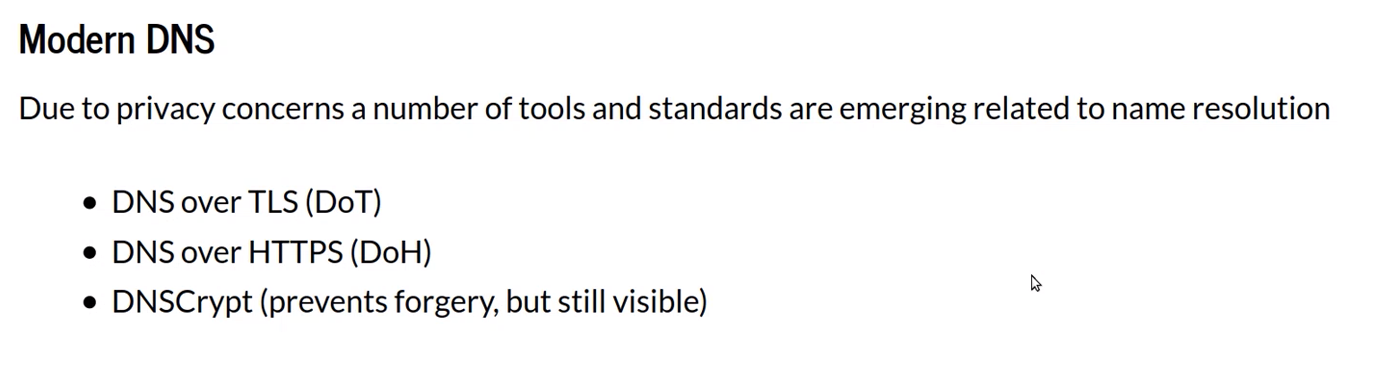 Modern DNS
Due to privacy concerns a number of tools and standards are emerging related to name resolution
• DNS over TLS (DoT)
• DNS over HTTPS (DoH)
• DNSCrypt (prevents forgery, but still visible)